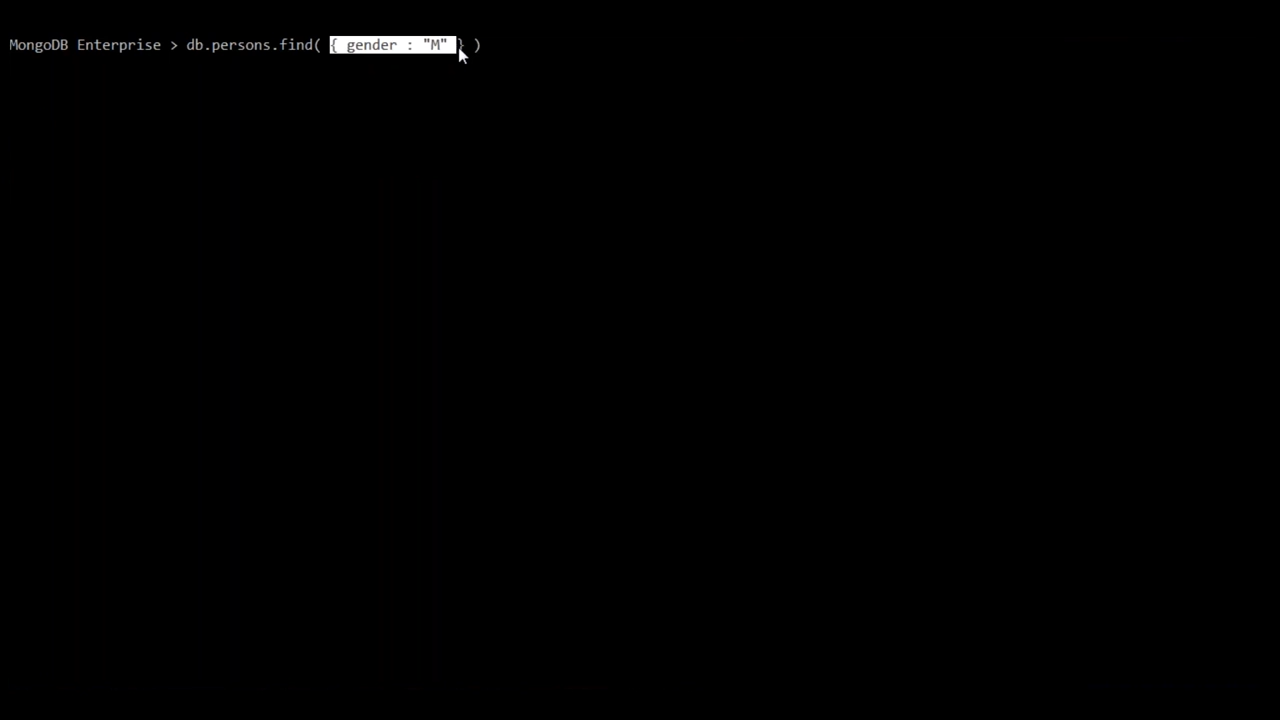 MongoDB Enterprise > db.persons.find( { gender : "M" } )